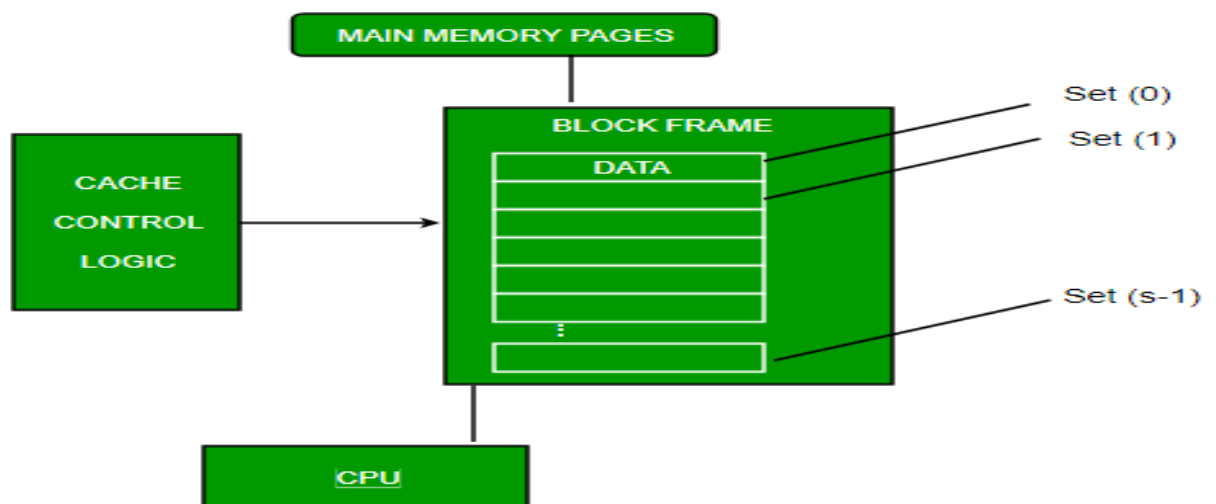 MAIN MEMORY PAGES
Set (0)
BLOCK FRAME
Set (1)
DATA
CACHE
CONTROL
LOGIC
Set (s-1)
CPU